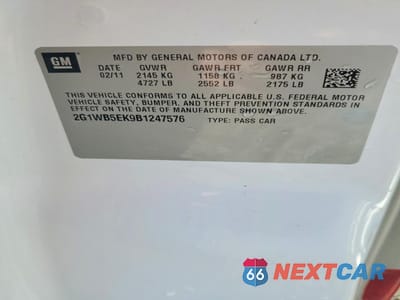 GM
MFD BY GENERAL MOTORS OF CANADA LTD.
DATE GVWR GAWR FRT GAWR RR
02/11 2145 KG 1158 KG 987 KG
4727 LB 2552 LB 2175 LB
THIS VEHICLE CONFORMS TO ALL APPLICABLE U.S. FEDERAL MOTOR
VEHICLE SAFETY, BUMPER, AND THEFT PREVENTION STANDARDS IN
EFFECT ON THE DATE OF MANUFACTURE SHOWN ABOVE.
2G1WB5EK9B1247576 TYPE: PASS CAR
66 NEXTCAR